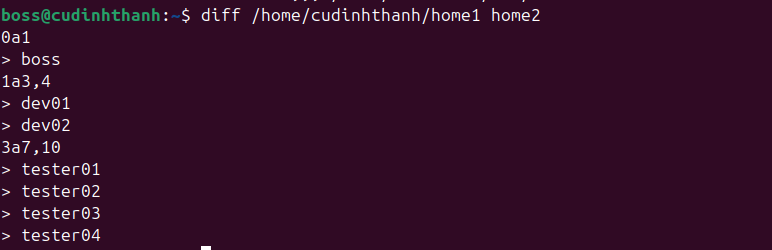 boss@cudinhthanh:~$ diff /home/cudinhthanh/home1 home2
0a1
> boss
1a3,4
> dev01
> dev02
3a7,10
> tester01
> tester02
> tester03
> tester04